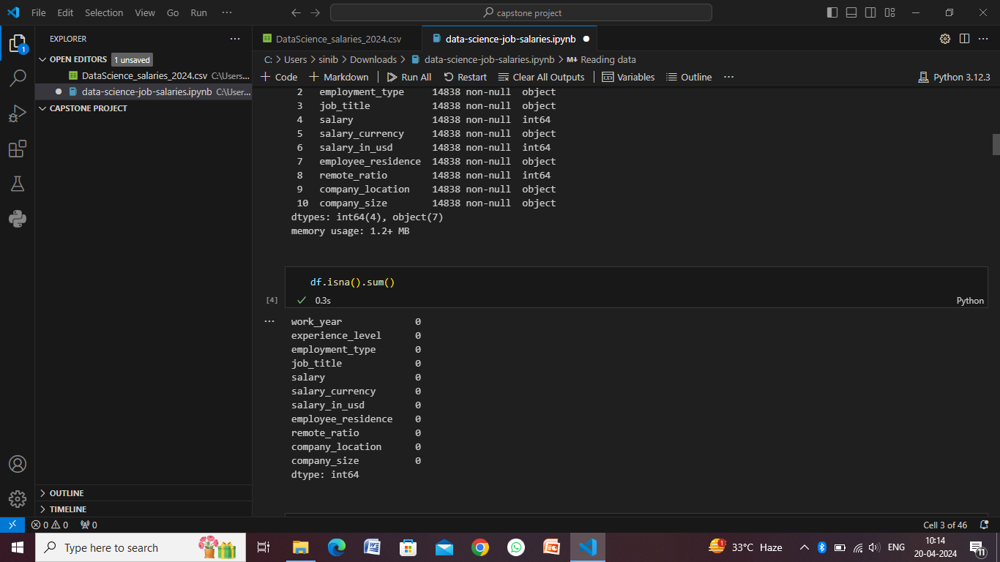 File Edit Selection View Go Run ··· capstone project
EXPLORER ···
OPEN EDITORS 1 unsaved
DataScience_salaries_2024.csv C:\Users...
data-science-job-salaries.ipynb C:\User...
CAPSTONE PROJECT
OUTLINE
TIMELINE
DataScience_salaries_2024.csv data-science-job-salaries.ipynb
C: > Users > sinib > Downloads > data-science-job-salaries.ipynb > Reading data
+ Code + Markdown | Run All Restart Clear All Outputs | Variables Outline ··· Python 3.12.3
2 employment_type 14838 non-null object
3 job_title 14838 non-null object
4 salary 14838 non-null int64
5 salary_currency 14838 non-null object
6 salary_in_usd 14838 non-null int64
7 employee_residence 14838 non-null object
8 remote_ratio 14838 non-null int64
9 company_location 14838 non-null object
10 company_size 14838 non-null object
dtypes: int64(4), object(7)
memory usage: 1.2+ MB
df.isna().sum()
[4] 0.3s Python
work_year 0
experience_level 0
employment_type 0
job_title 0
salary 0
salary_currency 0
salary_in_usd 0
employee_residence 0
remote_ratio 0
company_location 0
company_size 0
dtype: int64
0 0 0 Cell 3 of 46
Type here to search 33°C Haze ENG 10:14
20-04-2024 11